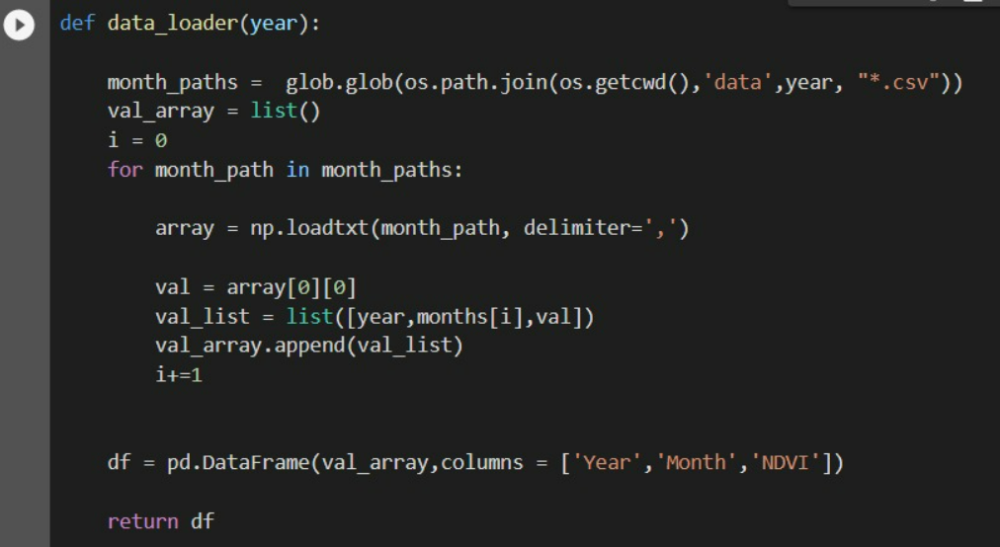 def data_loader(year):
month_paths =  glob.glob(os.path.join(os.getcwd(),'data',year, "*.csv"))
val_array = list()
i = 0
for month_path in month_paths:
array = np.loadtxt(month_path, delimiter=',')
val = array[0][0]
val_list = list([year,months[i],val])
val_array.append(val_list)
i+=1
df = pd.DataFrame(val_array,columns = ['Year','Month','NDVI'])
return df